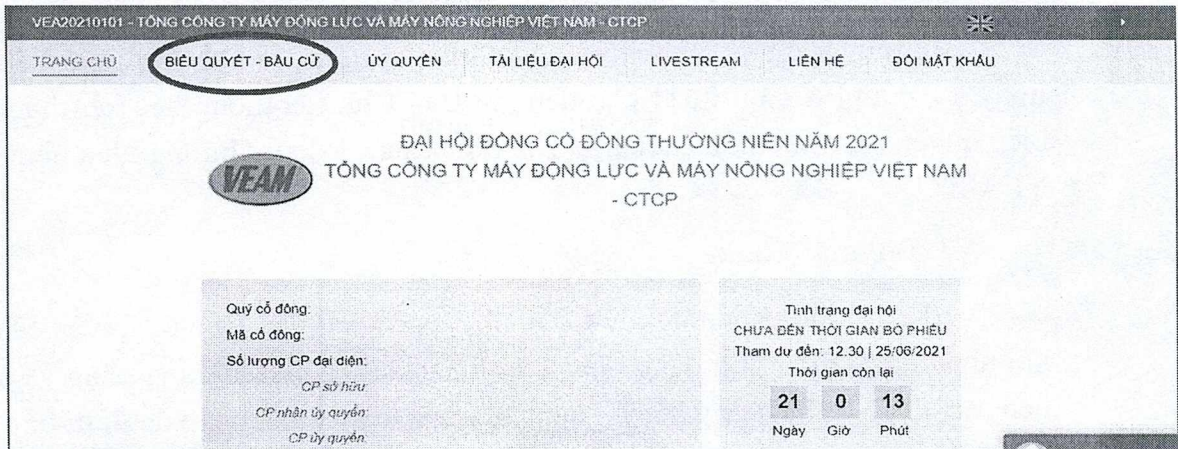 VEA20210101 - TỔNG CÔNG TY MÁY ĐỘNG LỰC VÀ MÁY NÔNG NGHIỆP VIỆT NAM - CTCP
TRANG CHỦ BIỂU QUYẾT - BẦU CỬ ỦY QUYỀN TÀI LIỆU ĐẠI HỘI LIVESTREAM LIÊN HỆ ĐỔI MẬT KHẨU
ĐẠI HỘI ĐỒNG CỔ ĐÔNG THƯỜNG NIÊN NĂM 2021
VEAM
TỔNG CÔNG TY MÁY ĐỘNG LỰC VÀ MÁY NÔNG NGHIỆP VIỆT NAM
- CTCP
Quý cổ đông:
Mã cổ đông:
Số lượng CP đại diện:
CP sở hữu:
CP nhận ủy quyền:
CP ủy quyền:
Tình trạng đại hội
CHƯA ĐẾN THỜI GIAN BỎ PHIẾU
Tham dự đến: 12:30 | 25/06/2021
Thời gian còn lại
21 0 13
Ngày Giờ Phút